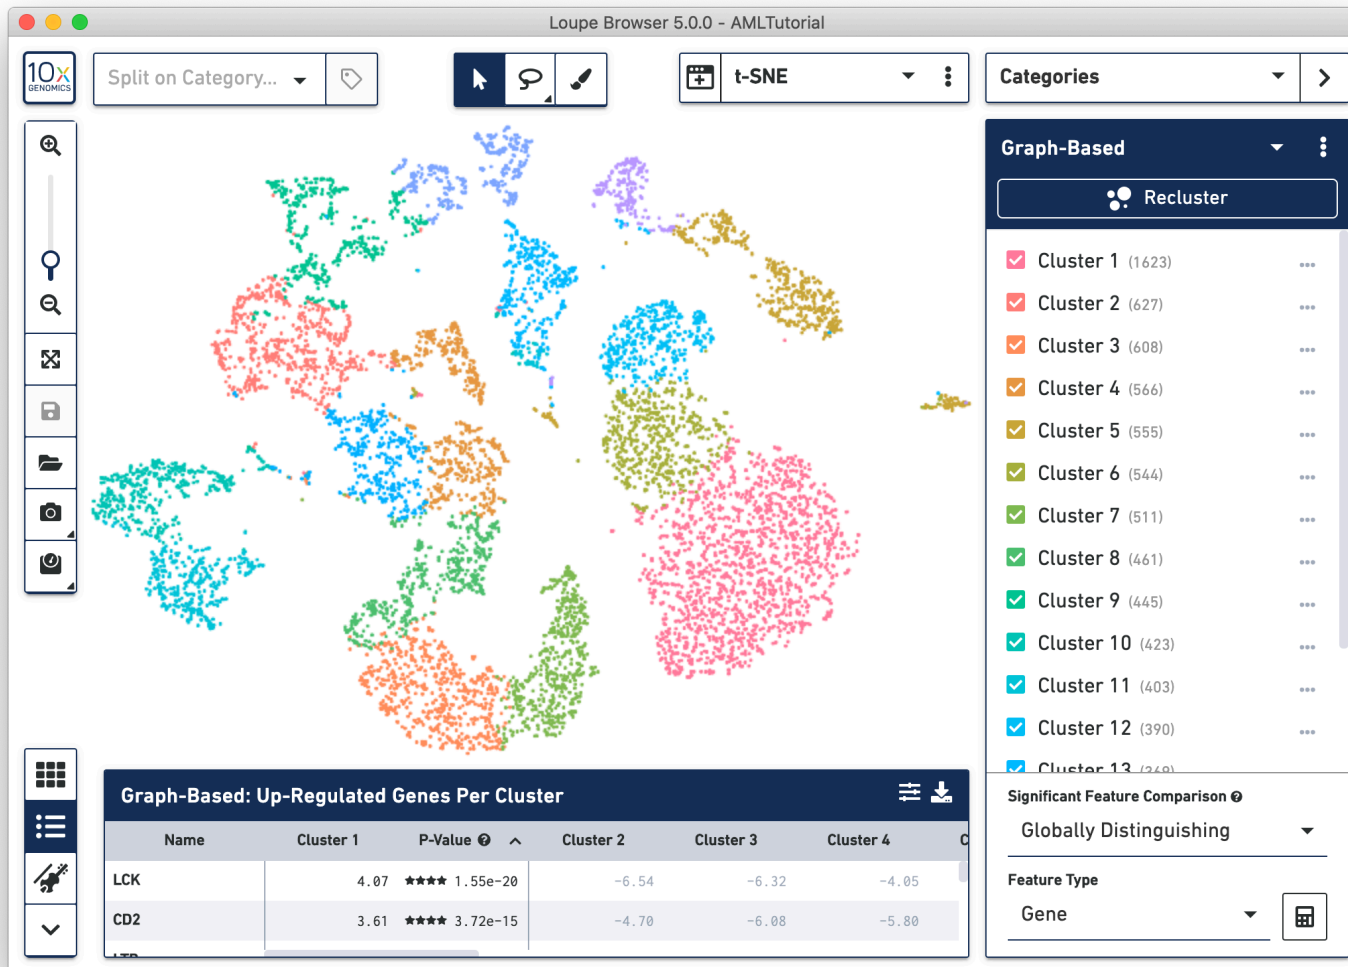 Loupe Browser 5.0.0 - AMLTutorial
10x
GENOMICS
Split on Category...
t-SNE
Categories
Graph-Based
Recluster
Cluster 1 (1623)
Cluster 2 (627)
Cluster 3 (608)
Cluster 4 (566)
Cluster 5 (555)
Cluster 6 (544)
Cluster 7 (511)
Cluster 8 (461)
Cluster 9 (445)
Cluster 10 (423)
Cluster 11 (403)
Cluster 12 (390)
Cluster 13
Significant Feature Comparison
Globally Distinguishing
Feature Type
Gene
Graph-Based: Up-Regulated Genes Per Cluster
Name Cluster 1 P-Value Cluster 2 Cluster 3 Cluster 4 C
LCK 4.07 ★★★★ 1.55e-20 -6.54 -6.32 -4.05
CD2 3.61 ★★★★ 3.72e-15 -4.70 -6.08 -5.80